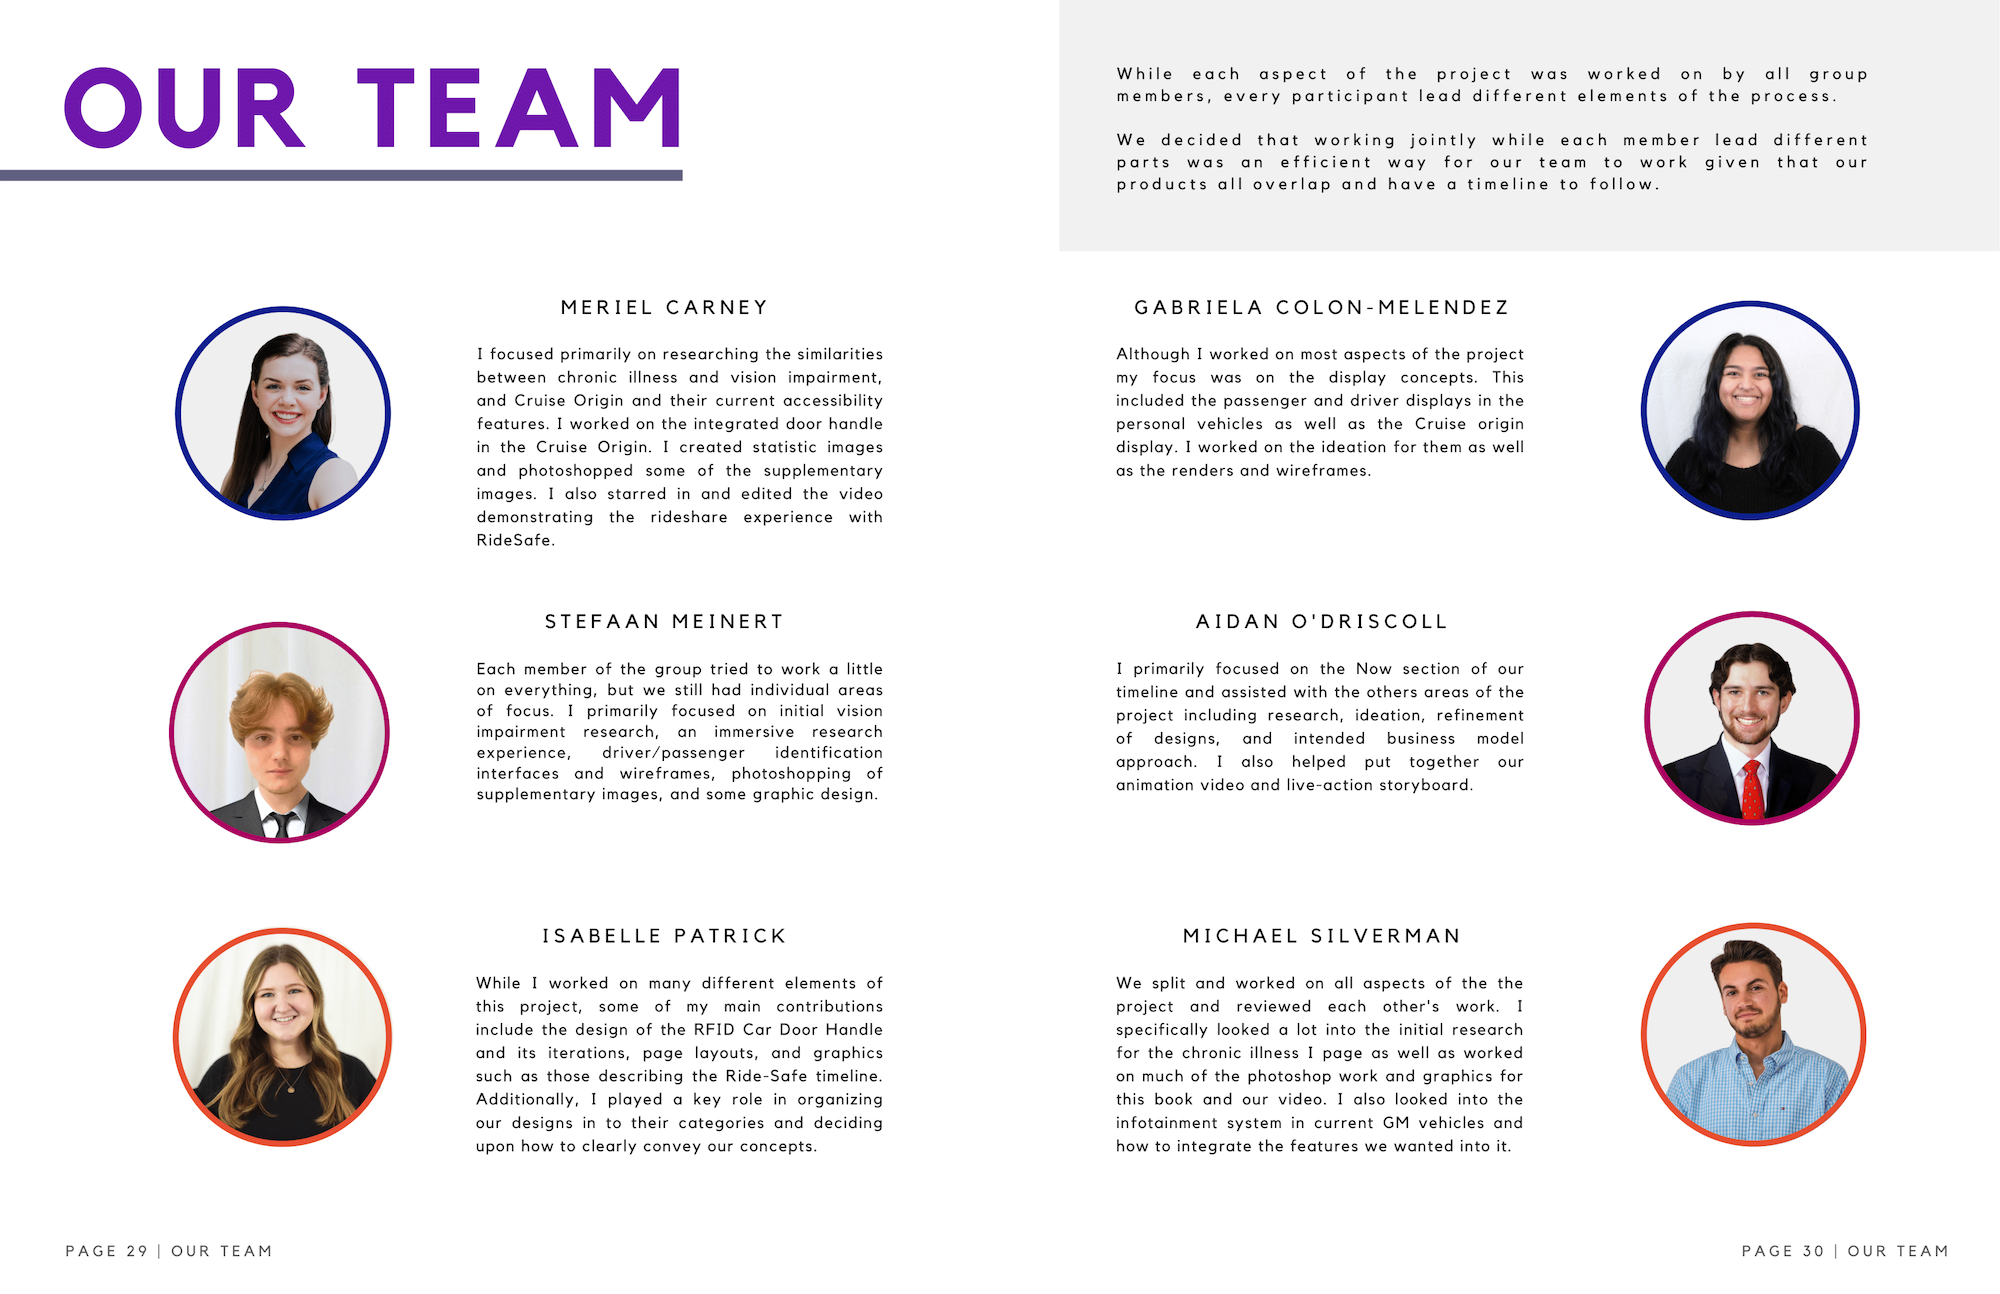 OUR TEAM
While each aspect of the project was worked on by all group
members, every participant lead different elements of the process.
We decided that working jointly while each member lead different
parts was an efficient way for our team to work given that our
products all overlap and have a timeline to follow.
MERIEL CARNEY
I focused primarily on researching the similarities
between chronic illness and vision impairment,
and Cruise Origin and their current accessibility
features. I worked on the integrated door handle
in the Cruise Origin. I created statistic images
and photoshopped some of the supplementary
images. I also starred in and edited the video
demonstrating the rideshare experience with
RideSafe.
GABRIELA COLON-MELENDEZ
Although I worked on most aspects of the project
my focus was on the display concepts. This
included the passenger and driver displays in the
personal vehicles as well as the Cruise origin
display. I worked on the ideation for them as well
as the renders and wireframes.
STEFAAN MEINERT
Each member of the group tried to work a little
on everything, but we still had individual areas
of focus. I primarily focused on initial vision
impairment research, an immersive research
experience, driver/passenger identification
interfaces and wireframes, photoshopping of
supplementary images, and some graphic design.
AIDAN O'DRISCOLL
I primarily focused on the Now section of our
timeline and assisted with the others areas of the
project including research, ideation, refinement
of designs, and intended business model
approach. I also helped put together our
animation video and live-action storyboard.
ISABELLE PATRICK
While I worked on many different elements of
this project, some of my main contributions
include the design of the RFID Car Door Handle
and its iterations, page layouts, and graphics
such as those describing the Ride-Safe timeline.
Additionally, I played a key role in organizing
our designs in to their categories and deciding
upon how to clearly convey our concepts.
MICHAEL SILVERMAN
We split and worked on all aspects of the the
project and reviewed each other's work. I
specifically looked a lot into the initial research
for the chronic illness I page as well as worked
on much of the photoshop work and graphics for
this book and our video. I also looked into the
infotainment system in current GM vehicles and
how to integrate the features we wanted into it.
PAGE 29 | OUR TEAM
PAGE 30 | OUR TEAM